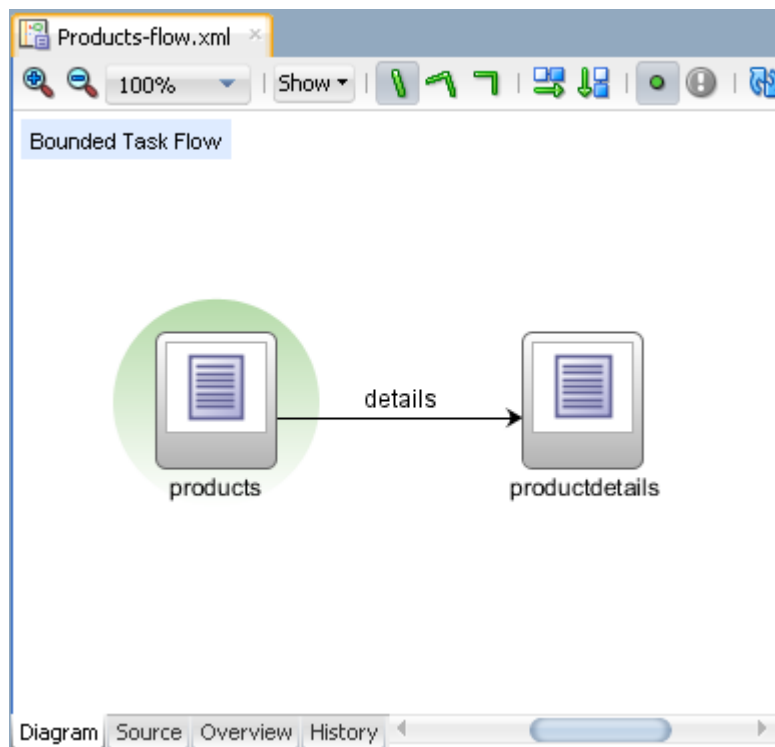 Products-flow.xml
100% Show
Bounded Task Flow
details
products productdetails
Diagram Source Overview History